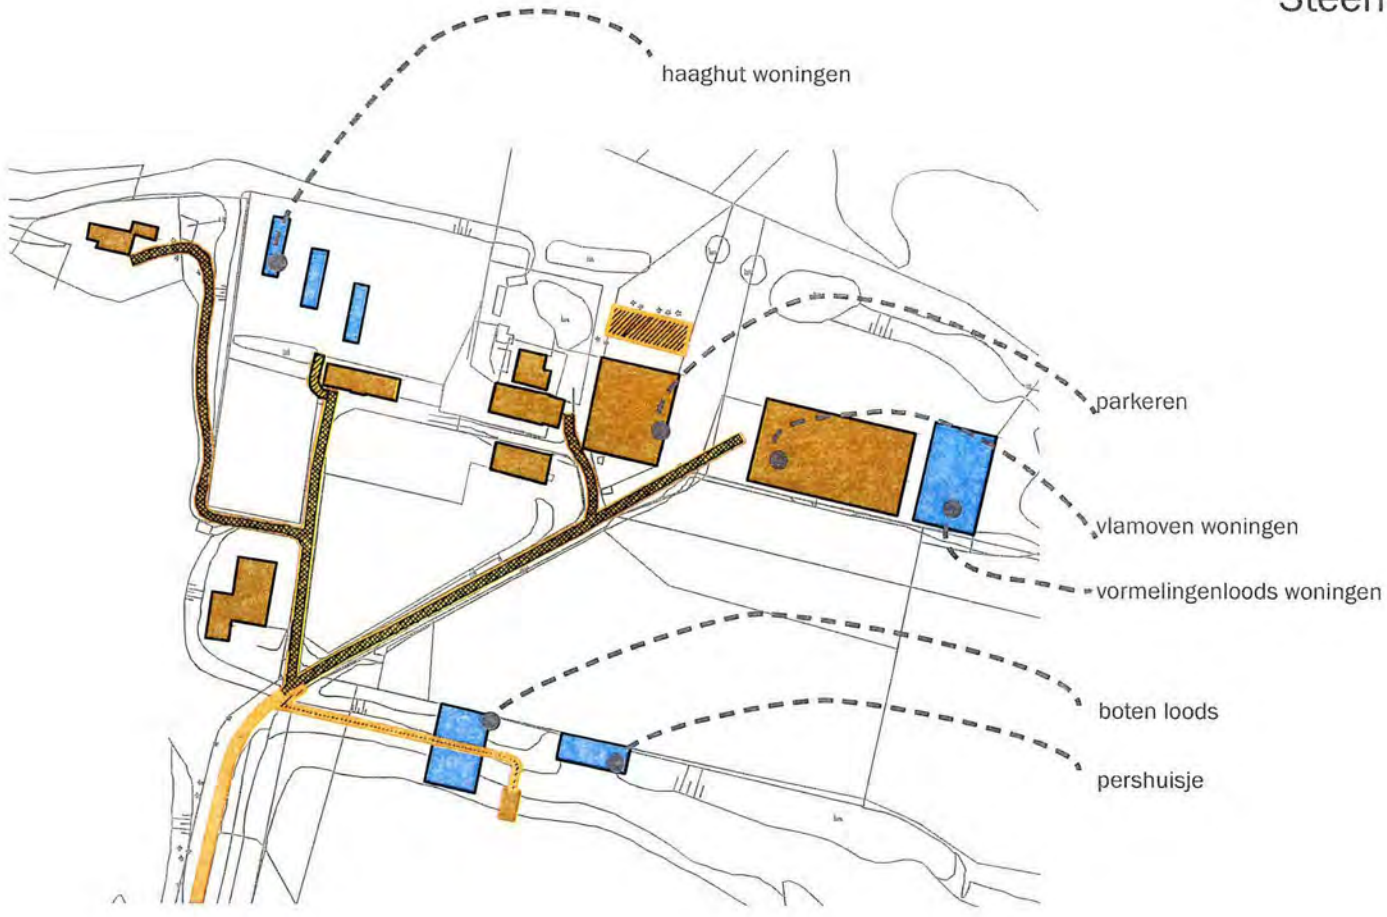 Steen
haaghut woningen
parkeren
vlamoven woningen
vormelingenloods woningen
boten loods
pershuisje